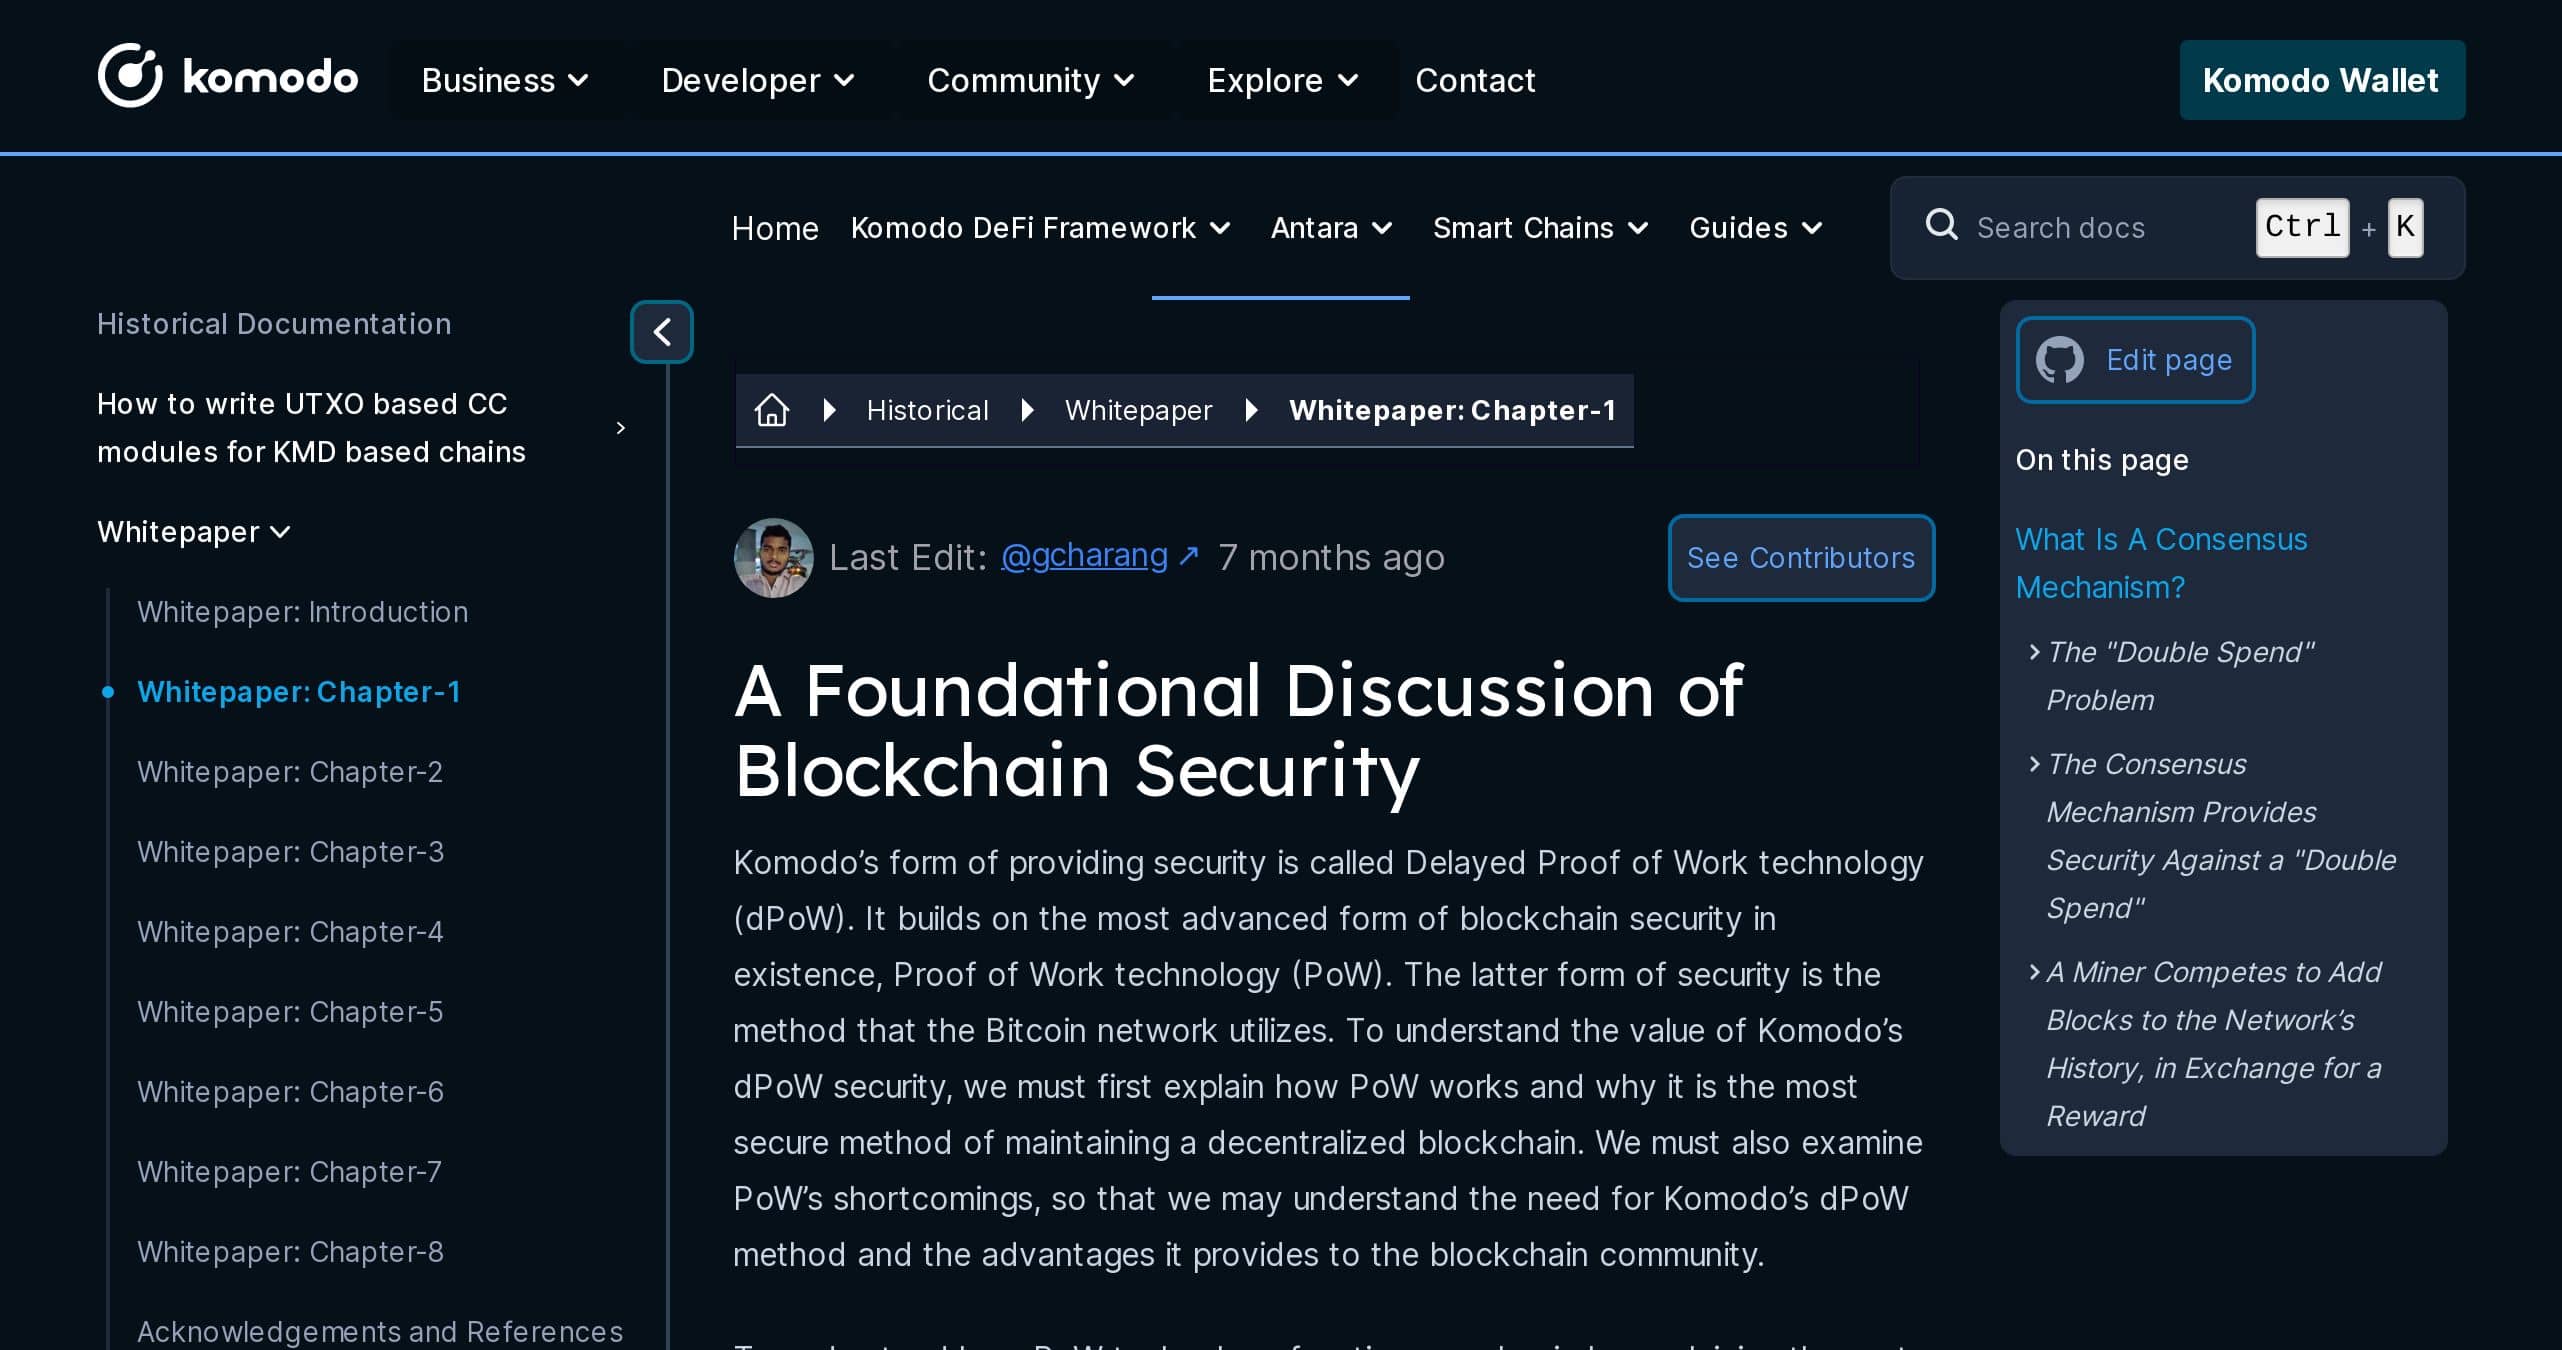 komodo
Business
Developer
Community
Explore
Contact
Komodo Wallet
Home
Komodo DeFi Framework
Antara
Smart Chains
Guides
Search docs
Ctrl + K
Historical Documentation
How to write UTXO based CC
modules for KMD based chains
Whitepaper
Whitepaper: Introduction
Whitepaper: Chapter-1
Whitepaper: Chapter-2
Whitepaper: Chapter-3
Whitepaper: Chapter-4
Whitepaper: Chapter-5
Whitepaper: Chapter-6
Whitepaper: Chapter-7
Whitepaper: Chapter-8
Acknowledgements and References
Historical
Whitepaper
Whitepaper: Chapter-1
Last Edit: @gcharang ↗ 7 months ago
See Contributors
A Foundational Discussion of
Blockchain Security
Komodo’s form of providing security is called Delayed Proof of Work technology
(dPoW). It builds on the most advanced form of blockchain security in
existence, Proof of Work technology (PoW). The latter form of security is the
method that the Bitcoin network utilizes. To understand the value of Komodo’s
dPoW security, we must first explain how PoW works and why it is the most
secure method of maintaining a decentralized blockchain. We must also examine
PoW’s shortcomings, so that we may understand the need for Komodo’s dPoW
method and the advantages it provides to the blockchain community.
Edit page
On this page
What Is A Consensus
Mechanism?
The "Double Spend"
Problem
The Consensus
Mechanism Provides
Security Against a "Double
Spend"
A Miner Competes to Add
Blocks to the Network’s
History, in Exchange for a
Reward